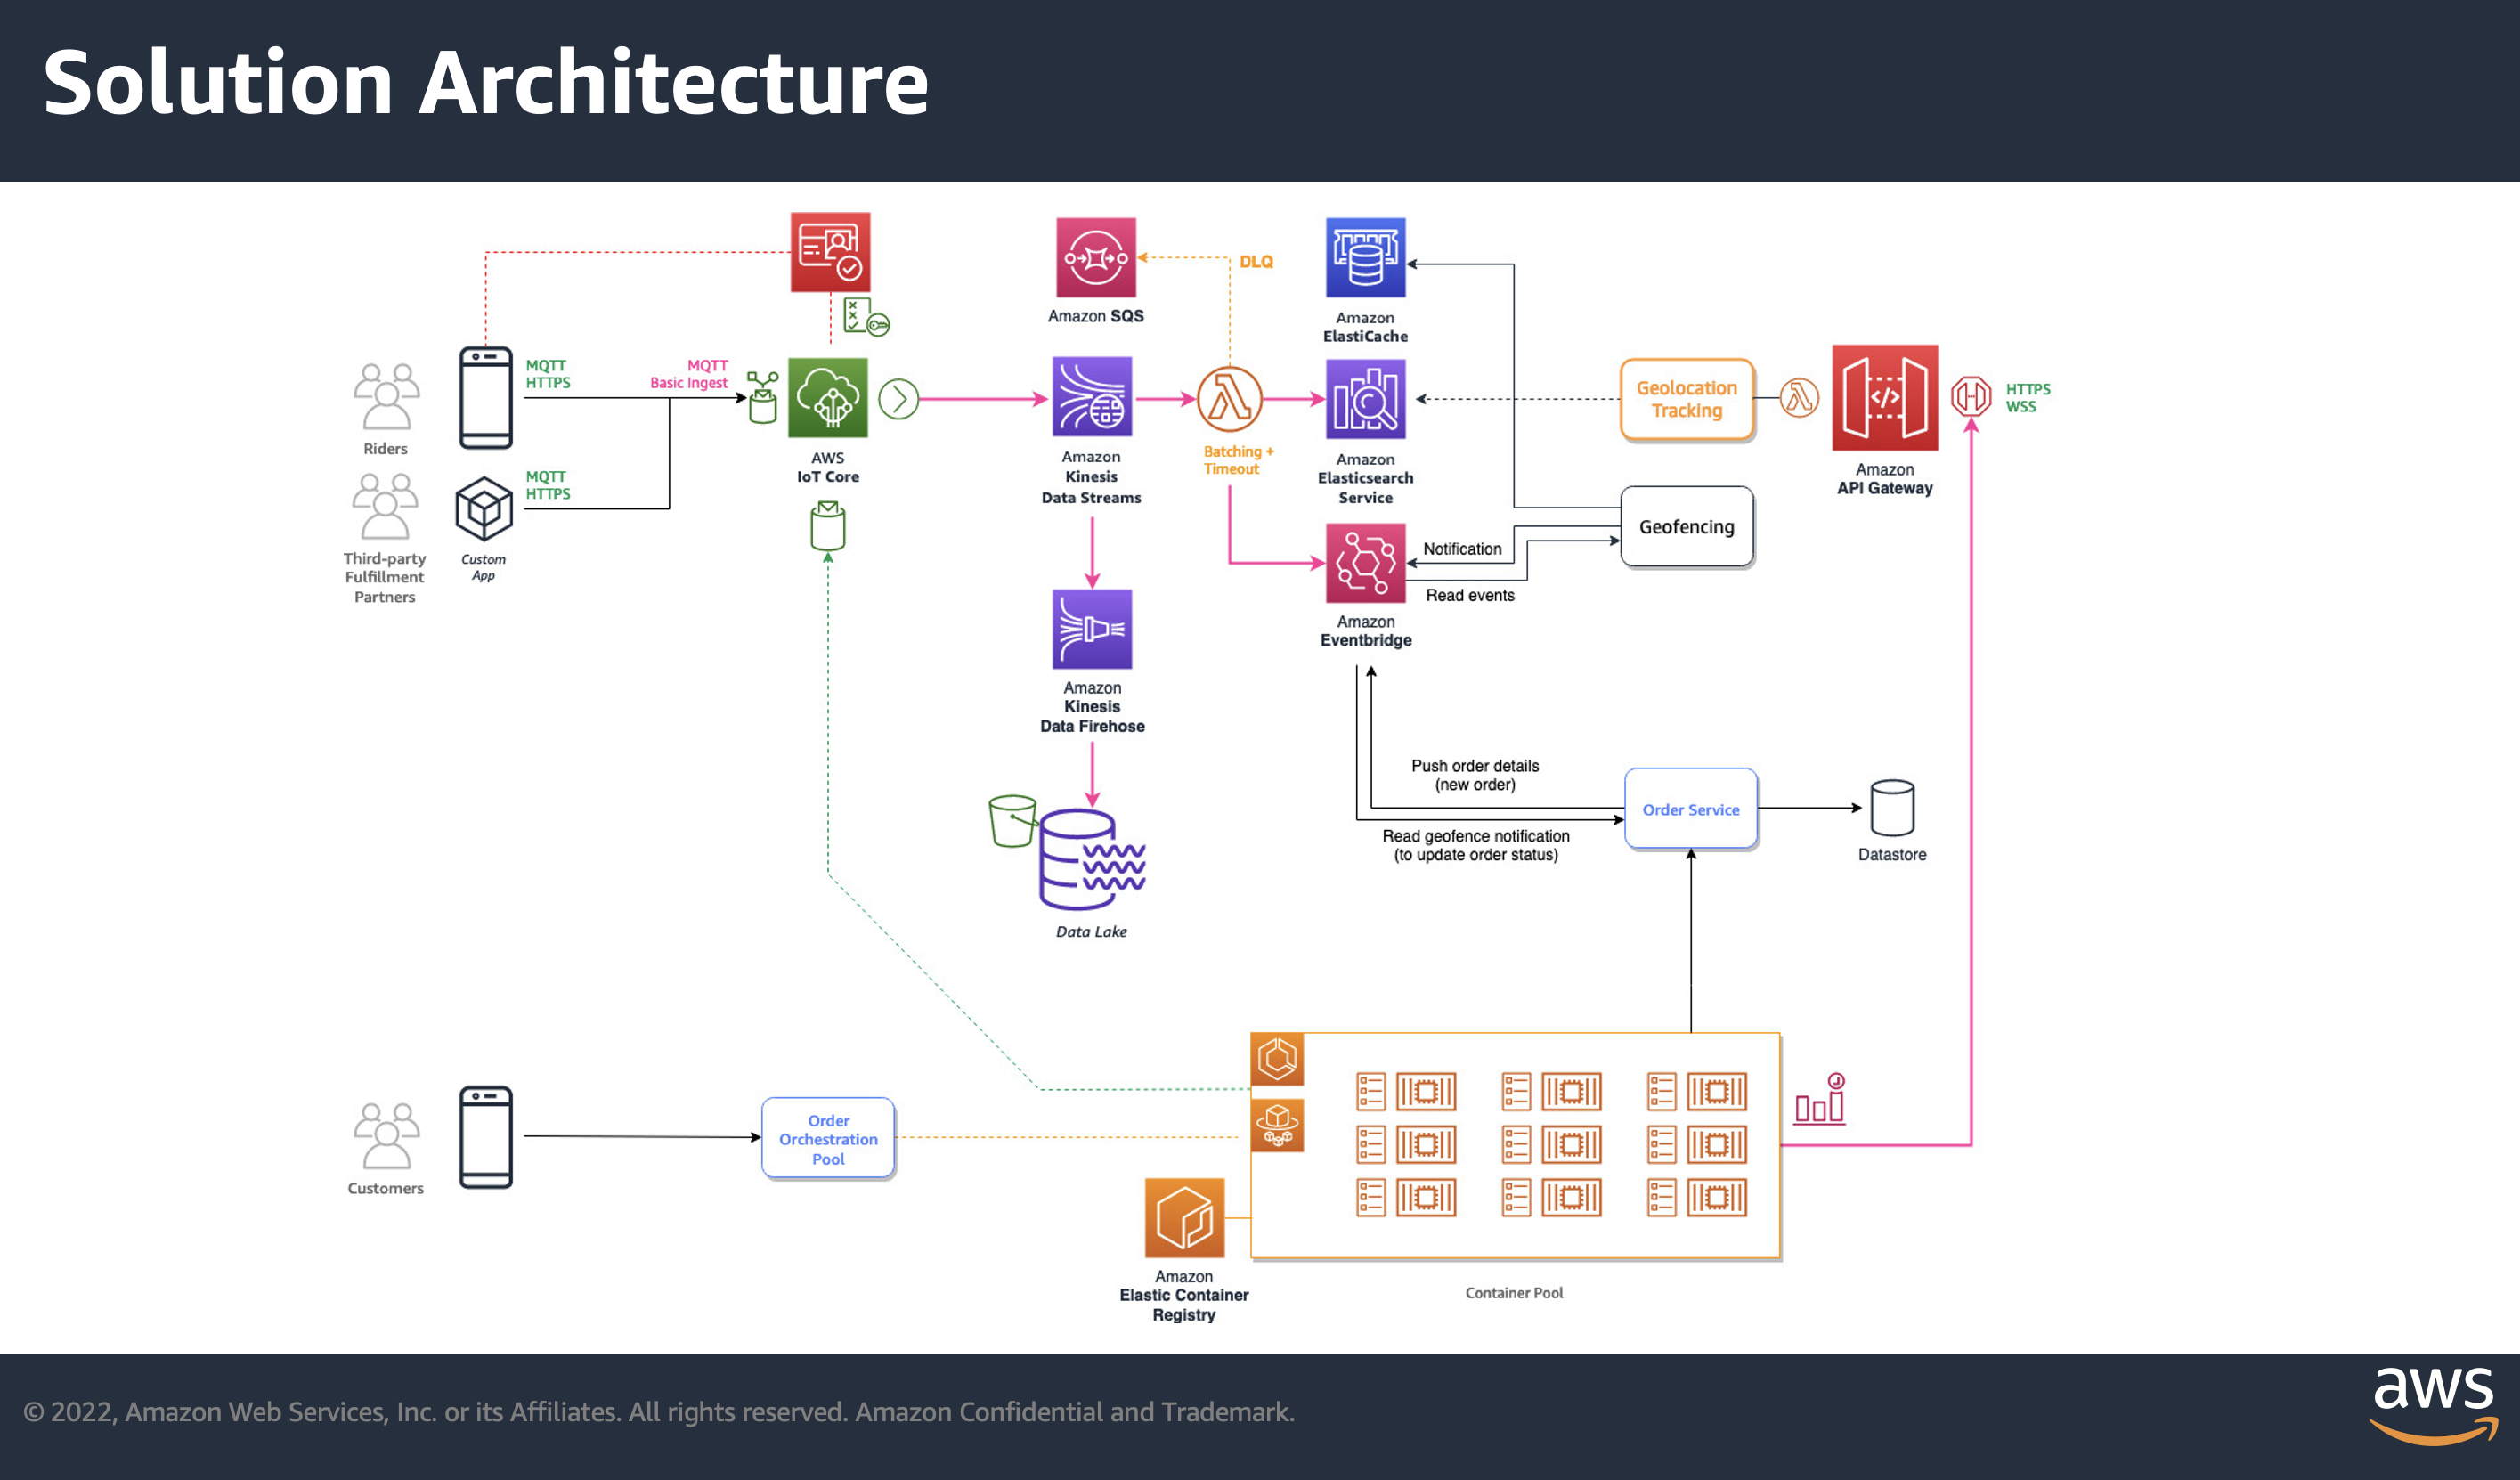 Solution Architecture
DLQ
Amazon SQS
Amazon
ElastiCache
MQTT
HTTPS
MQTT
Basic Ingest
Riders
AWS
IoT Core
Amazon
Kinesis
Data Streams
Batching +
Timeout
Amazon
Elasticsearch
Service
Geolocation
Tracking
Amazon
API Gateway
HTTPS
WSS
MQTT
HTTPS
Third-party
Fulfillment
Partners
Custom
App
Geofencing
Notification
Read events
Amazon
Eventbridge
Amazon
Kinesis
Data Firehose
Push order details
(new order)
Order Service
Read geofence notification
(to update order status)
Datastore
Data Lake
Customers
Order
Orchestration
Pool
Amazon
Elastic Container
Registry
Container Pool
© 2022, Amazon Web Services, Inc. or its Affiliates. All rights reserved. Amazon Confidential and Trademark.
aws